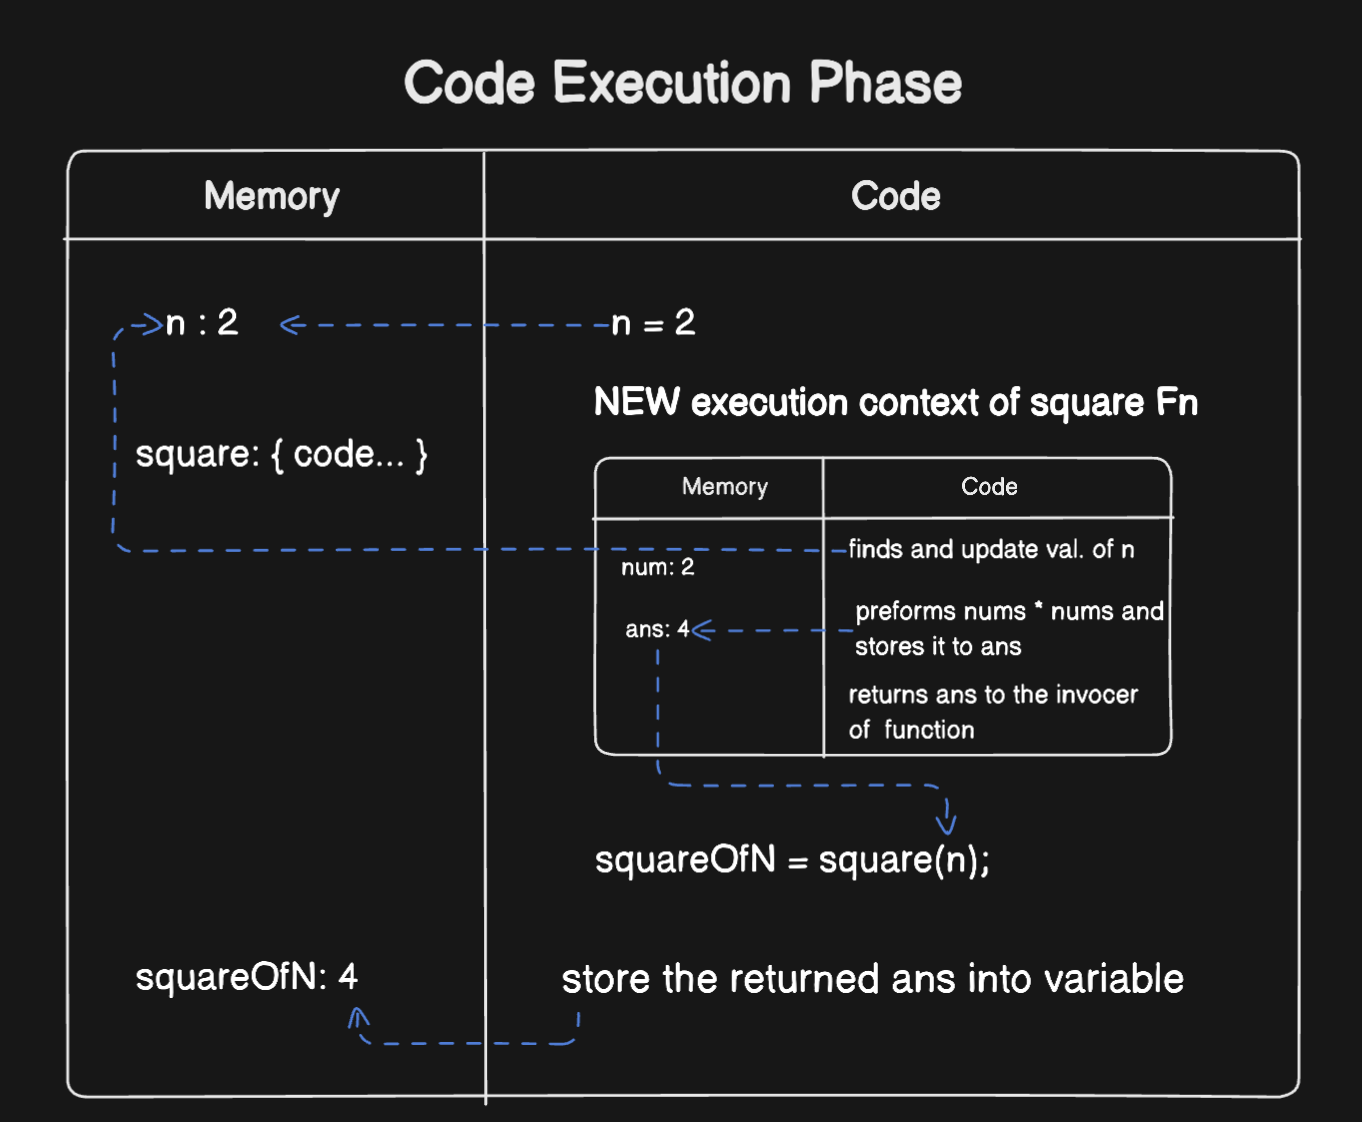 Code Execution Phase
Memory
Code
n : 2
n = 2
NEW execution context of square Fn
square: { code... }
Memory
Code
finds and update val. of n
num: 2
preforms nums * nums and
ans: 4
stores it to ans
returns ans to the invocer
of function
squareOfN = square(n);
squareOfN: 4
store the returned ans into variable